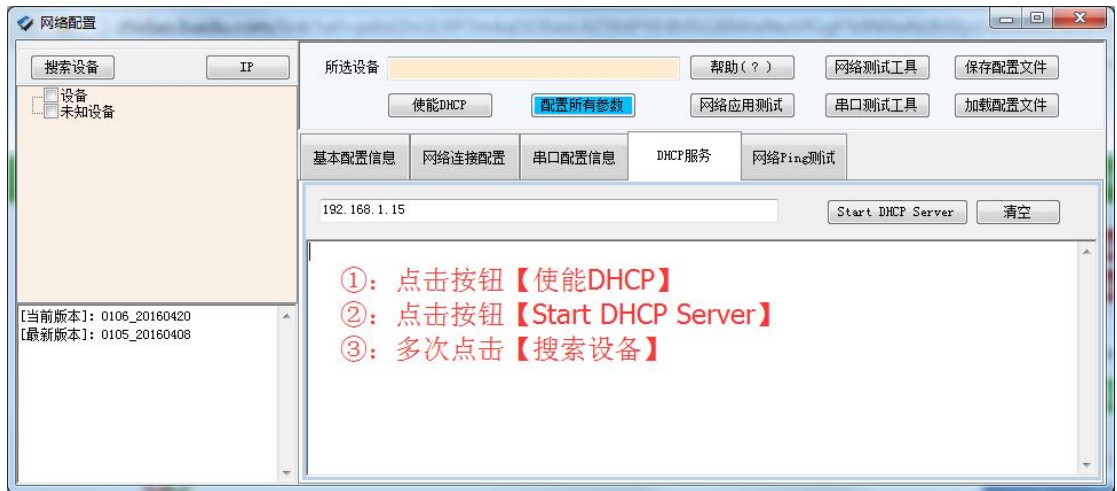 网络配置
搜索设备 IP
设备
未知设备
[当前版本]: 0106_20160420
[最新版本]: 0105_20160408
所选设备 帮助(?) 网络测试工具 保存配置文件
使能DHCP 配置所有参数 网络应用测试 串口测试工具 加载配置文件
基本配置信息 网络连接配置 串口配置信息 DHCP服务 网络Ping测试
192.168.1.15 Start DHCP Server 清空
①：点击按钮【使能DHCP】
②：点击按钮【Start DHCP Server】
③：多次点击【搜索设备】